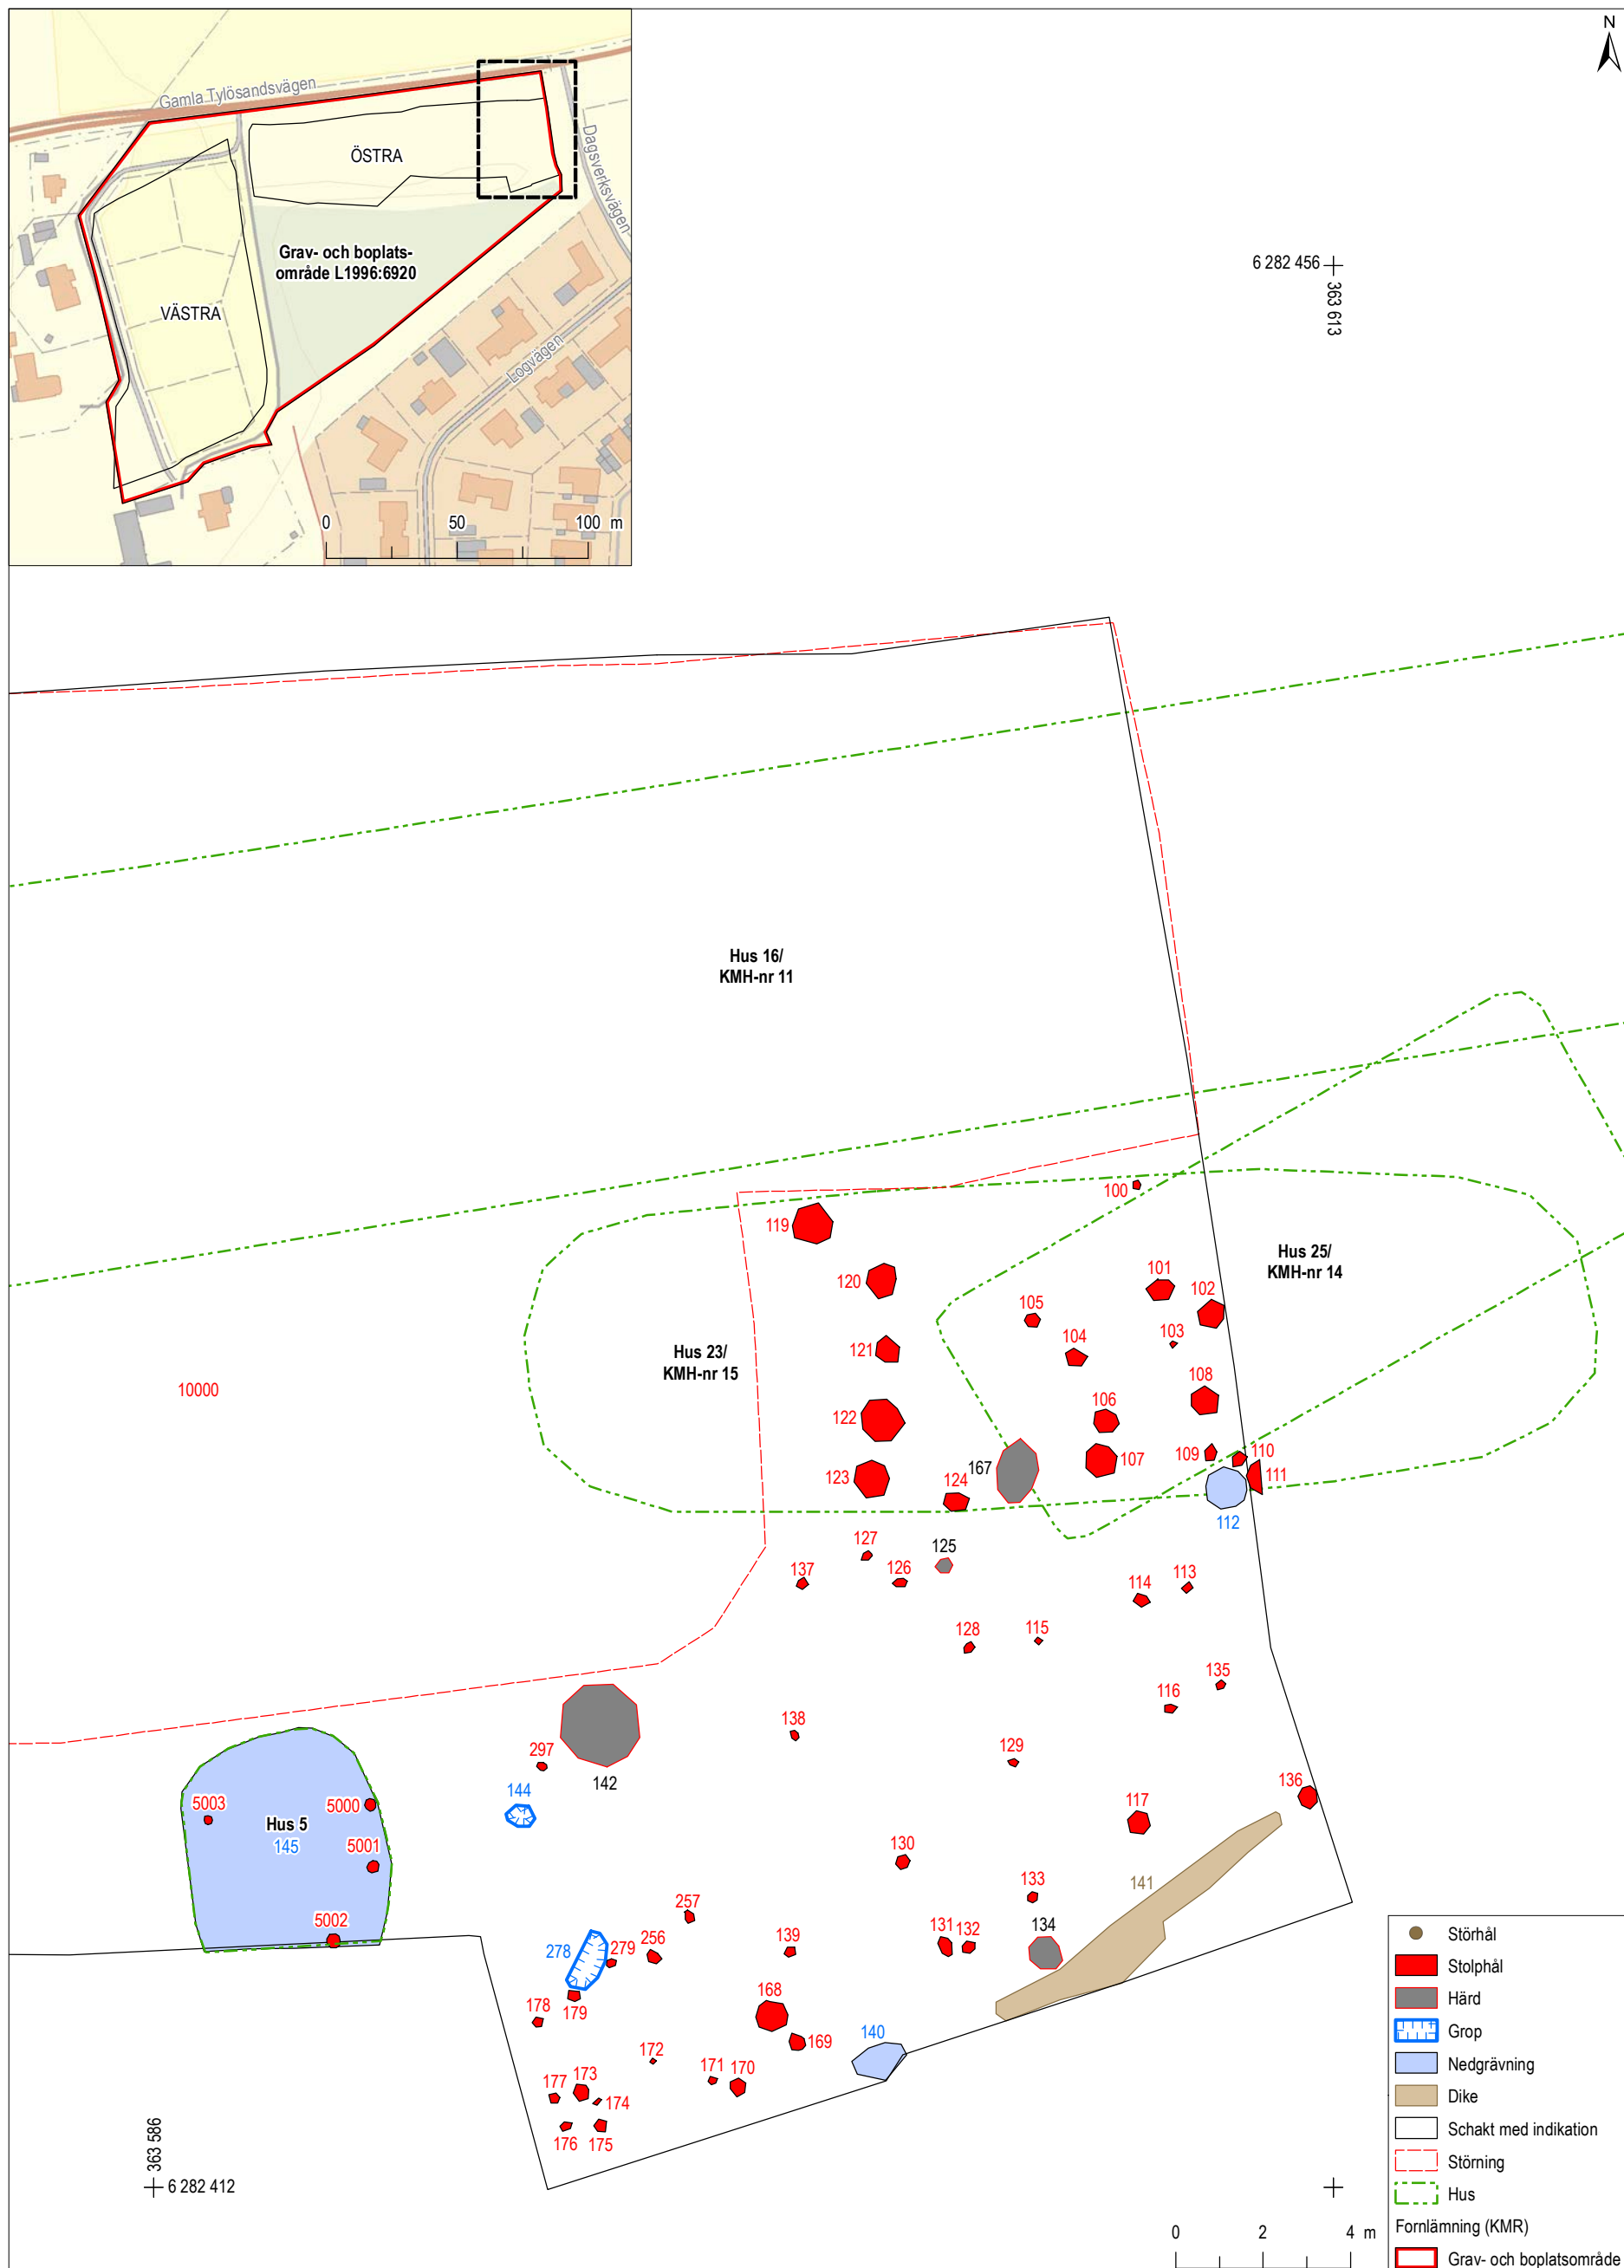 N
Gamla Tylösandsvägen
Dagsverksvägen
ÖSTRA
Grav- och boplats-
område L1996:6920
VÄSTRA
Logvägen
0 50 100 m
6 282 456
363 613
Hus 16/
KMH-nr 11
100
119
Hus 25/
KMH-nr 14
101
120
102
105
103
104
121
Hus 23/
KMH-nr 15
108
10000
106
122
109
110
107
167
123
124
111
112
127
125
137
126
113
114
128
115
135
116
138
129
297
142
144
136
5003
5000
117
Hus 5
145
5001
130
133
141
257
5002
131
132
134
139
278
279
256
168
178
179
169
140
172
171
170
177
173
174
176
175
363 586
6 282 412
0 2 4 m
Störhål
Stolphål
Härd
Grop
Nedgrävning
Dike
Schakt med indikation
Störning
Hus
Fornlämning (KMR)
Grav- och boplatsområde